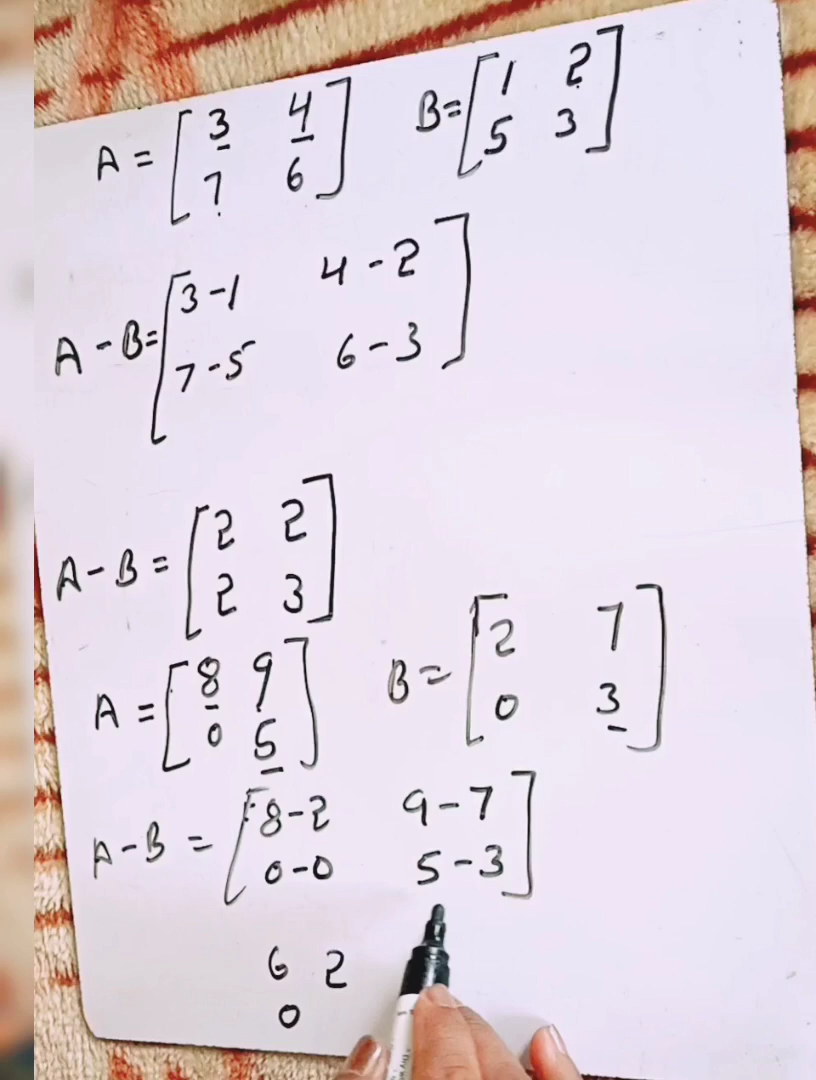 A = [ 3 4 ] B = [ 1 2 ]
[ 7 6 ] [ 5 3 ]
A - B = [ 3 - 1 4 - 2 ]
[ 7 - 5 6 - 3 ]
A - B = [ 2 2 ]
[ 2 3 ]
A = [ 8 9 ] B = [ 2 7 ]
[ 0 5 ] [ 0 3 ]
A - B = [ 8 - 2 9 - 7 ]
[ 0 - 0 5 - 3 ]
6 2
0